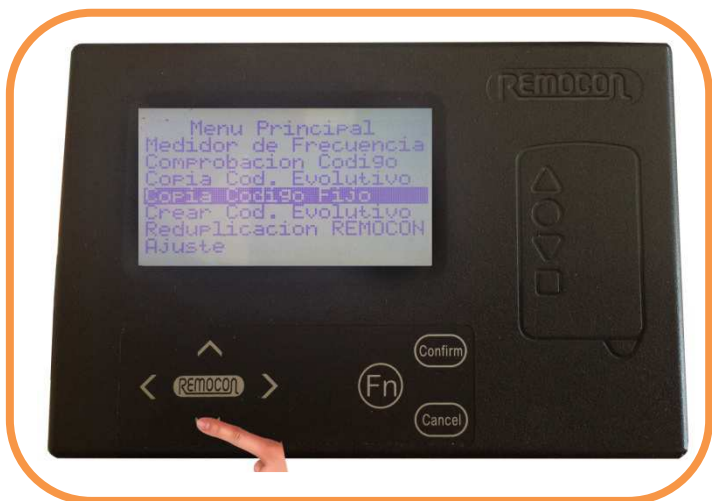 REMOCON
Menu Principal
Medidor de Frecuencia
Comprobacion Codigo
Copia Cod. Evolutivo
Copia Codigo Fijo
Crear Cod. Evolutivo
Reduplicacion REMOCON
Ajuste
Confirm
REMOCON
Fn
Cancel